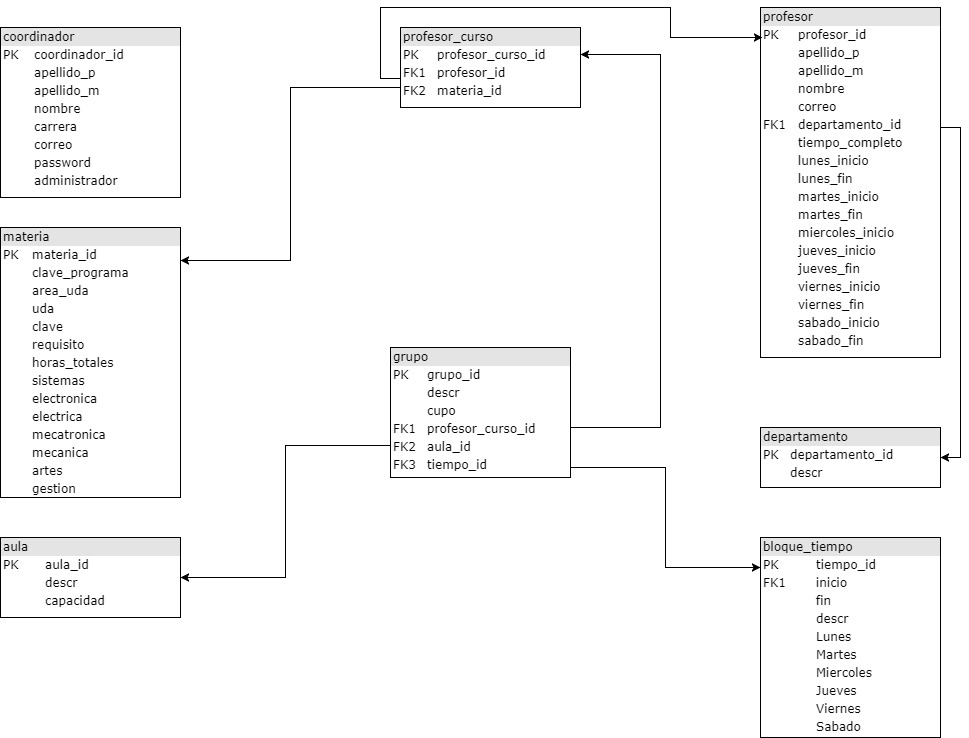 coordinador
PK coordinador_id
apellido_p
apellido_m
nombre
carrera
correo
password
administrador
profesor_curso
PK profesor_curso_id
FK1 profesor_id
FK2 materia_id
profesor
PK profesor_id
apellido_p
apellido_m
nombre
correo
FK1 departamento_id
tiempo_completo
lunes_inicio
lunes_fin
martes_inicio
martes_fin
miercoles_inicio
jueves_inicio
jueves_fin
viernes_inicio
viernes_fin
sabado_inicio
sabado_fin
materia
PK materia_id
clave_programa
area_uda
uda
clave
requisito
horas_totales
sistemas
electronica
electrica
mecatronica
mecanica
artes
gestion
grupo
PK grupo_id
descr
cupo
FK1 profesor_curso_id
FK2 aula_id
FK3 tiempo_id
departamento
PK departamento_id
descr
aula
PK aula_id
descr
capacidad
bloque_tiempo
PK tiempo_id
FK1 inicio
fin
descr
Lunes
Martes
Miercoles
Jueves
Viernes
Sabado